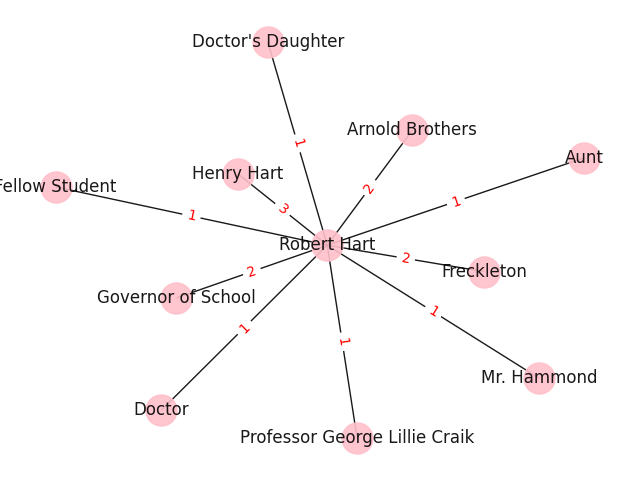 Doctor's Daughter
Arnold Brothers
1
Aunt
Henry Hart
Fellow Student
2
1
3
1
Robert Hart
2
2
Freckleton
Governor of School
1
1
1
Mr. Hammond
Doctor
Professor George Lillie Craik